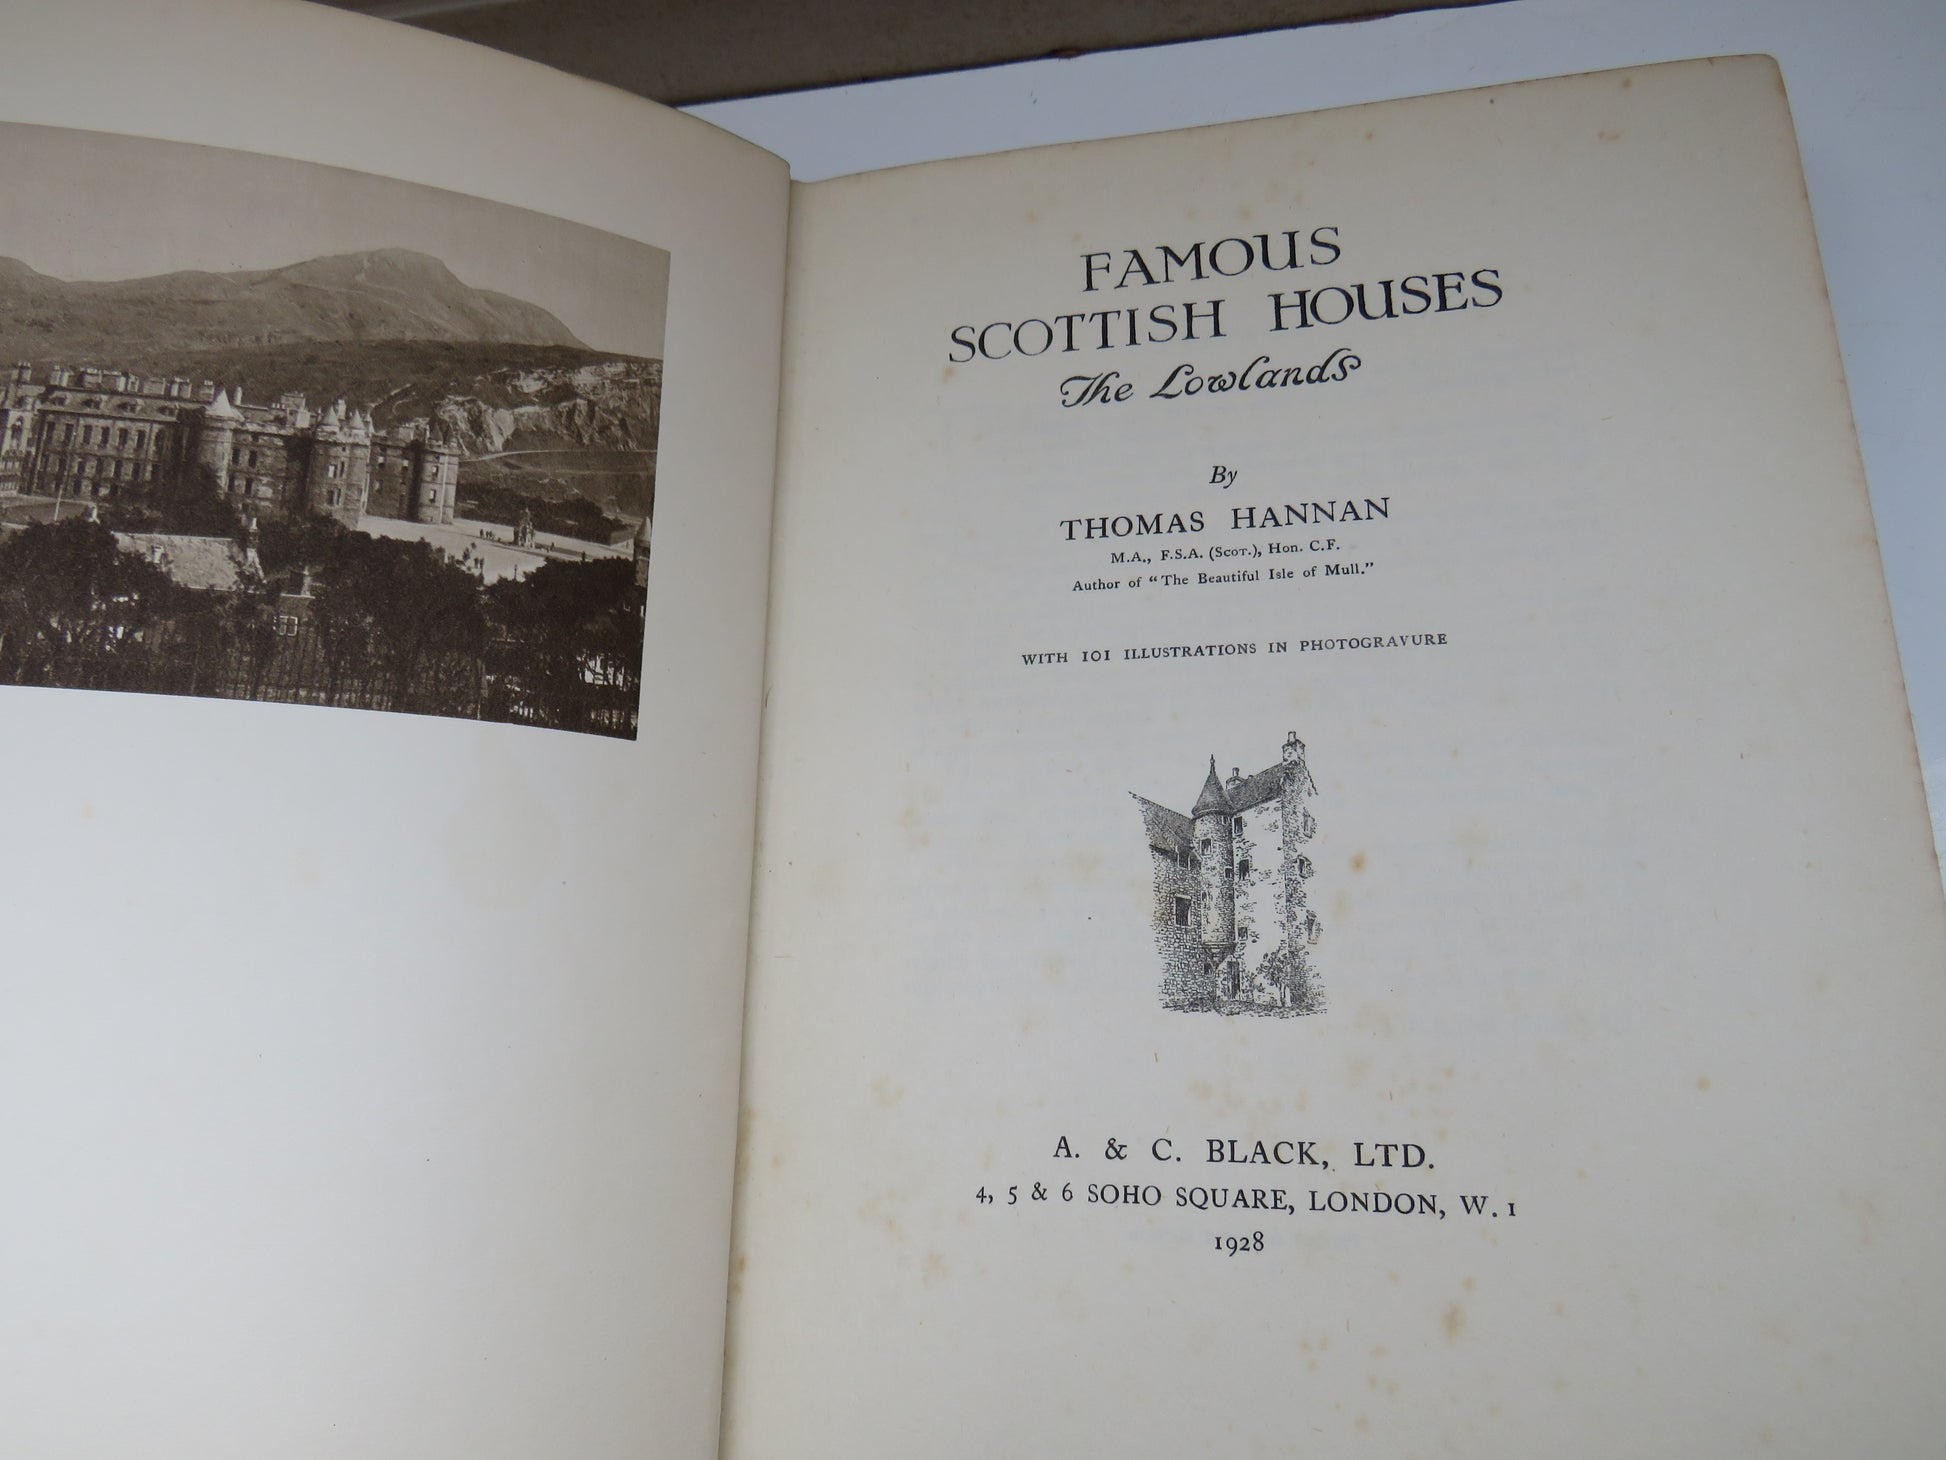 FAMOUS
SCOTTISH HOUSES
The Lowlands
By
THOMAS HANNAN
M.A., F.S.A. (Scot.), Hon. C.F.
Author of "The Beautiful Isle of Mull."
WITH 101 ILLUSTRATIONS IN PHOTOGRAVURE
A. & C. BLACK, LTD.
4, 5 & 6 SOHO SQUARE, LONDON, W. 1
1928